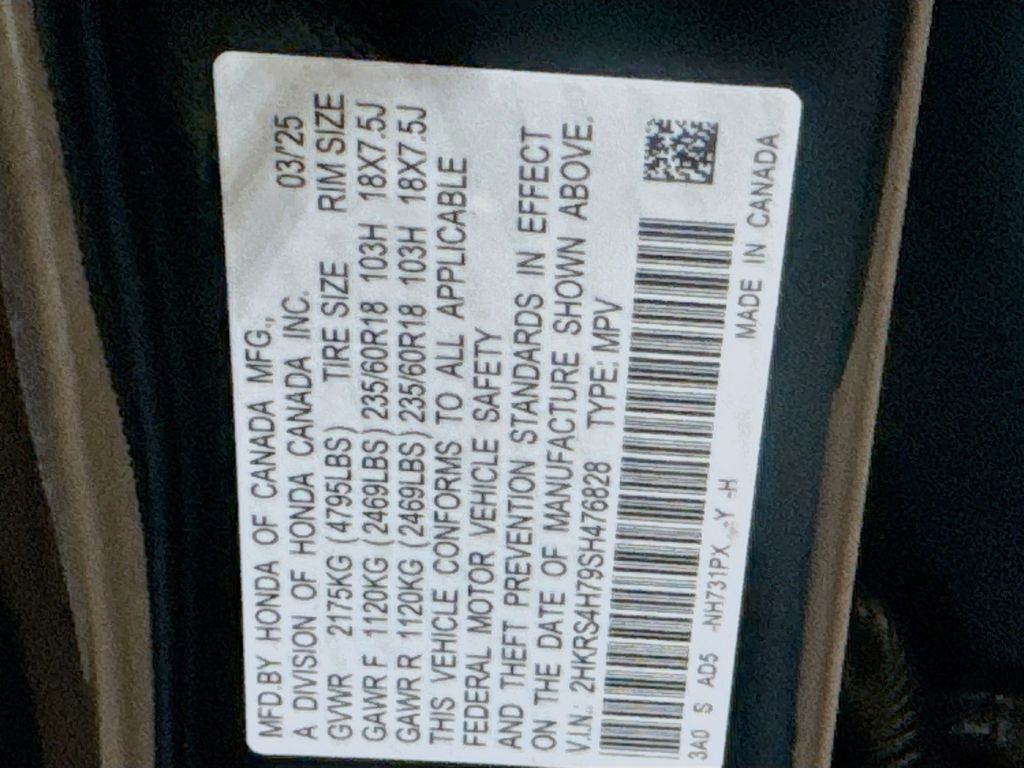 MFD.BY HONDA OF CANADA MFG.,
A DIVISION OF HONDA CANADA INC. 03/'25
GVWR 2175KG (4795LBS) TIRE SIZE RIM SIZE
GAWR F 1120KG (2469LBS) 235/60R18 103H 18X7.5J
GAWR R 1120KG (2469LBS) 235/60R18 103H 18X7.5J
THIS VEHICLE CONFORMS TO ALL APPLICABLE
FEDERAL MOTOR VEHICLE SAFETY
AND THEFT PREVENTION STANDARDS IN EFFECT
ON THE DATE OF MANUFACTURE SHOWN ABOVE.
V.I.N.: 2HKRS4H79SH476828 TYPE: MPV
3A0 S AD5 -NH731PX -Y -H
MADE IN CANADA